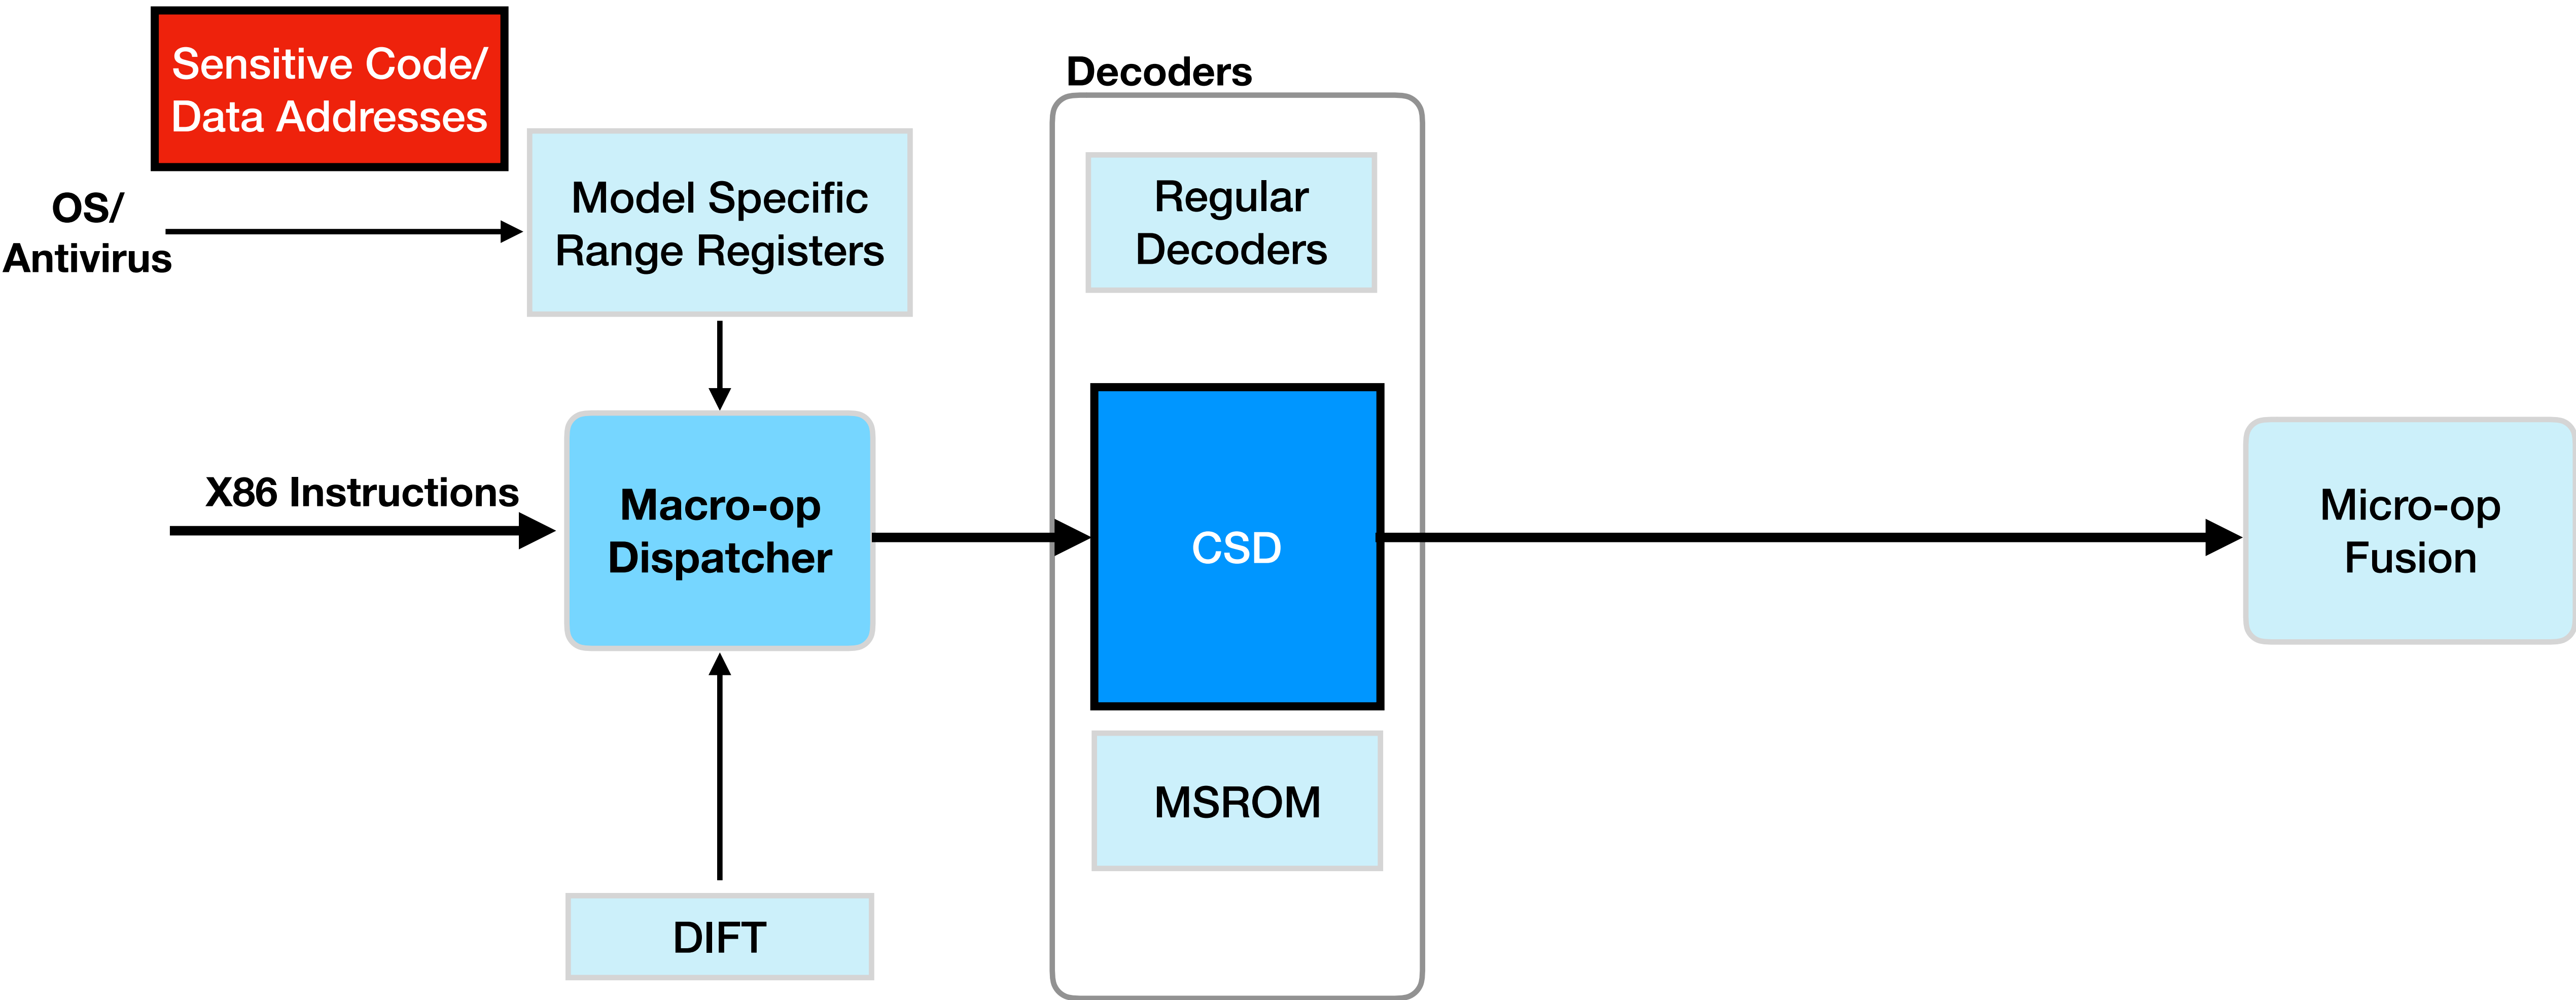 Sensitive Code/
Data Addresses
Decoders
OS/
Antivirus
Model Specific
Range Registers
Regular
Decoders
X86 Instructions
Macro-op
Dispatcher
CSD
Micro-op
Fusion
MSROM
DIFT